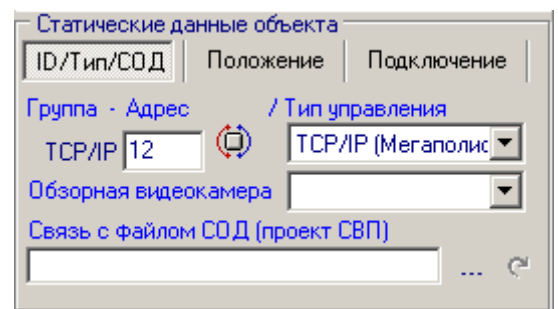 Статические данные объекта
ID/Тип/СОД Положение Подключение
Группа - Адрес / Тип управления
TCP/IP 12 TCP/IP (Мегаполис
Обзорная видеокамера
Связь с файлом СОД (проект СВП)
...